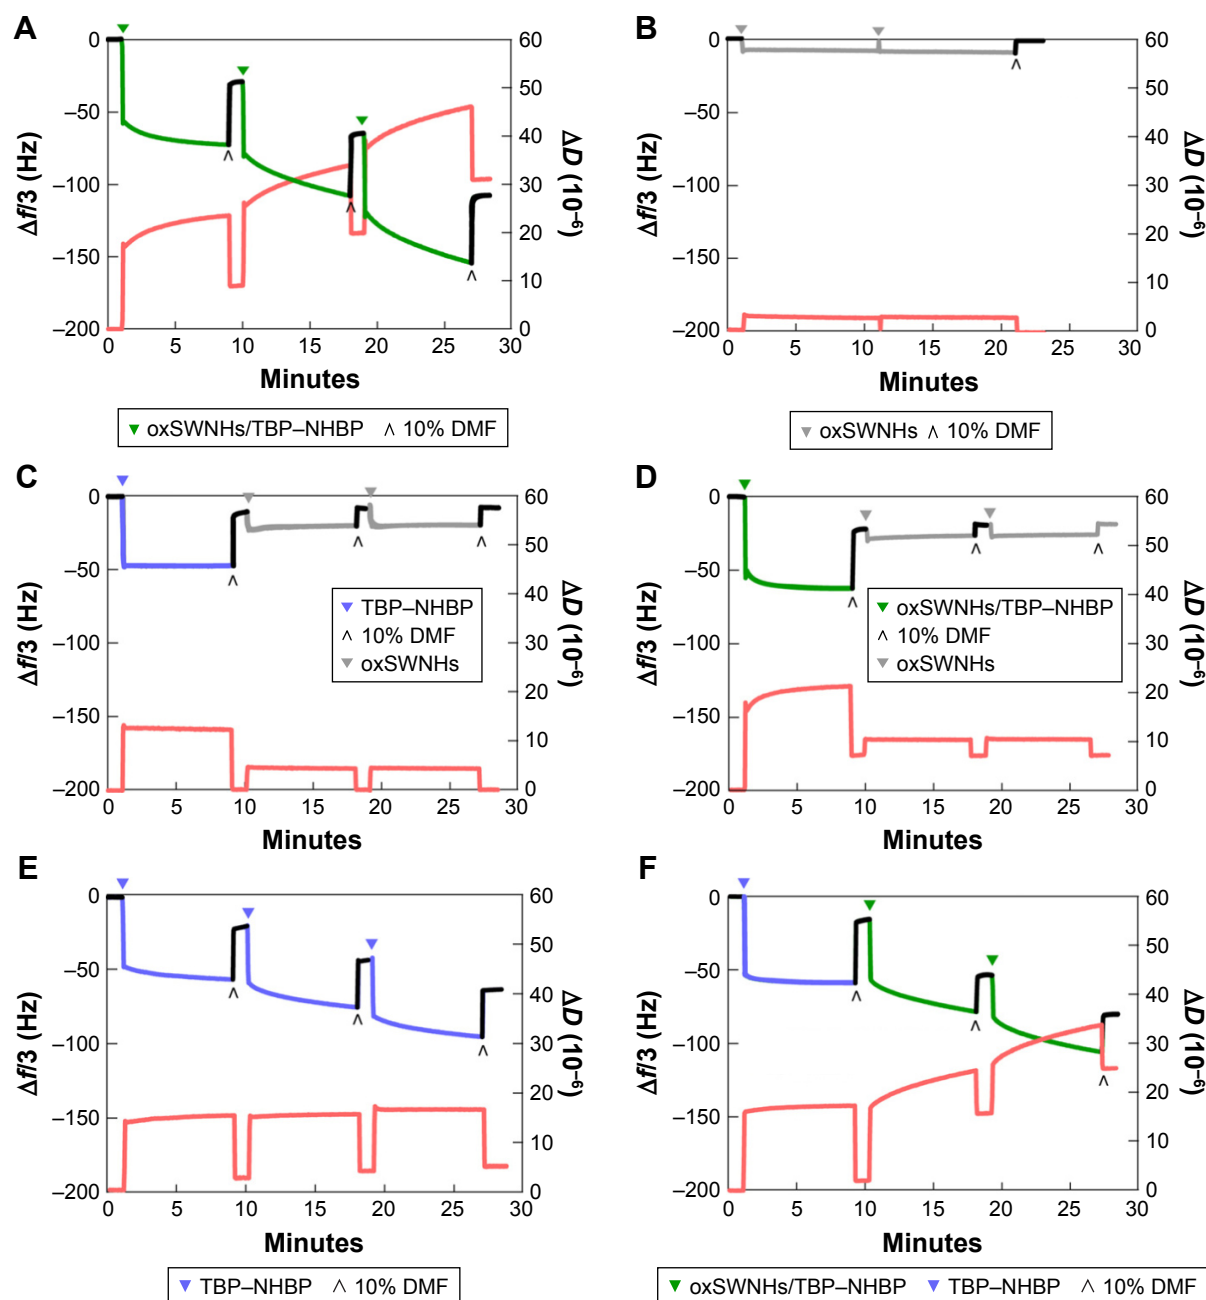 A
0
–50
–100
–150
–200
Δf/3 (Hz)
60
50
40
30
20
10
0
ΔD (10⁻⁶)
0 5 10 15 20 25 30
Minutes
▼ oxSWNHs/TBP–NHBP ∧ 10% DMF
B
0
–50
–100
–150
–200
Δf/3 (Hz)
60
50
40
30
20
10
0
ΔD (10⁻⁶)
0 5 10 15 20 25 30
Minutes
▼ oxSWNHs ∧ 10% DMF
C
0
–50
–100
–150
–200
Δf/3 (Hz)
60
50
40
30
20
10
0
ΔD (10⁻⁶)
▼ TBP–NHBP
∧ 10% DMF
▼ oxSWNHs
0 5 10 15 20 25 30
Minutes
D
0
–50
–100
–150
–200
Δf/3 (Hz)
60
50
40
30
20
10
0
ΔD (10⁻⁶)
▼ oxSWNHs/TBP–NHBP
∧ 10% DMF
▼ oxSWNHs
0 5 10 15 20 25 30
Minutes
E
0
–50
–100
–150
–200
Δf/3 (Hz)
60
50
40
30
20
10
0
ΔD (10⁻⁶)
0 5 10 15 20 25 30
Minutes
▼ TBP–NHBP ∧ 10% DMF
F
0
–50
–100
–150
–200
Δf/3 (Hz)
60
50
40
30
20
10
0
ΔD (10⁻⁶)
0 5 10 15 20 25 30
Minutes
▼ oxSWNHs/TBP–NHBP ▼ TBP–NHBP ∧ 10% DMF